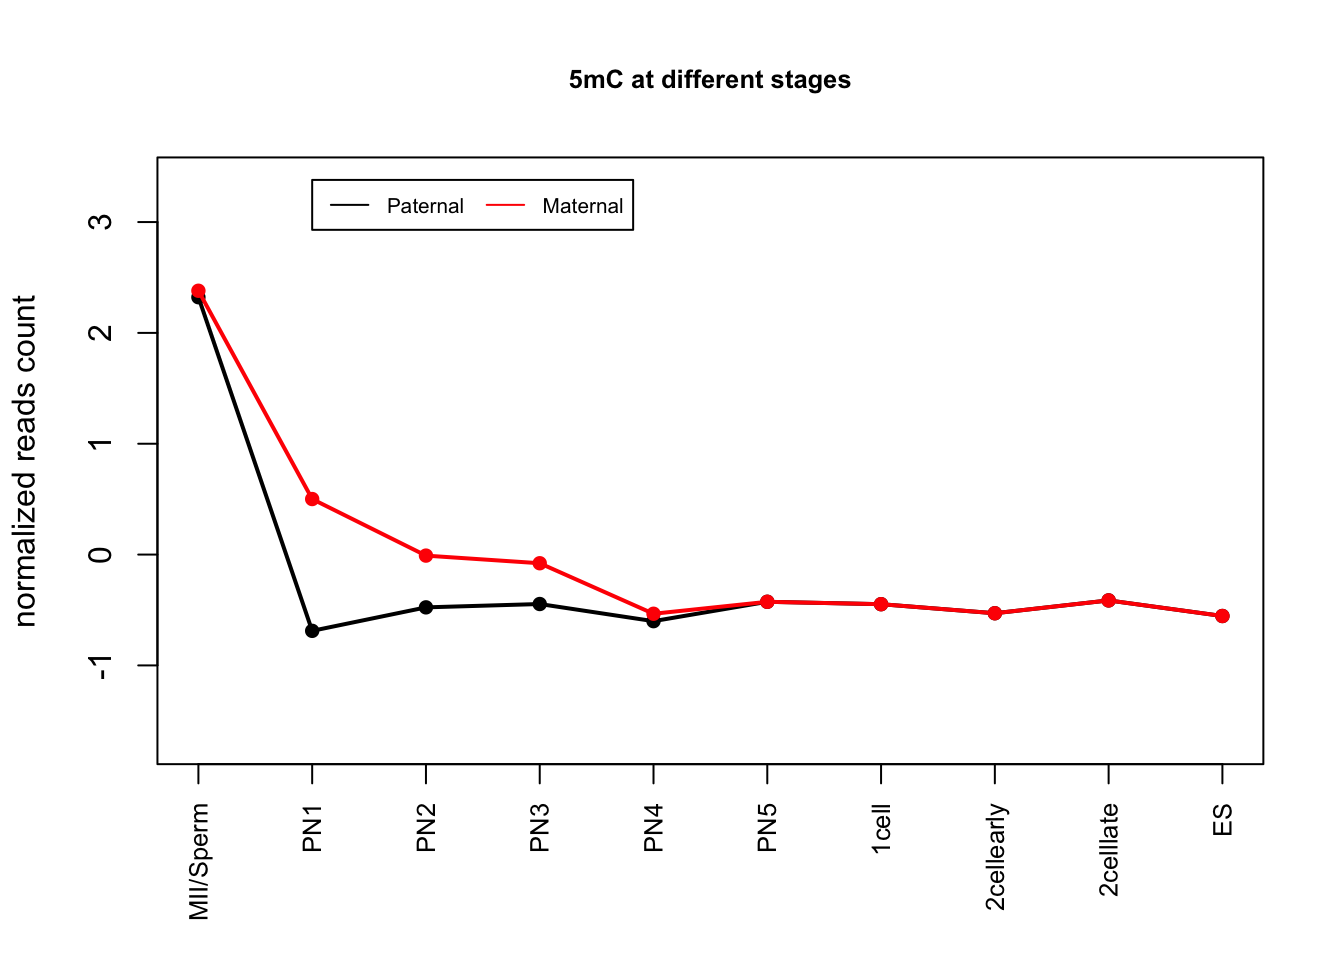 5mC at different stages
Paternal
Maternal
normalized reads count
3
2
1
0
-1
MII/Sperm
PN1
PN2
PN3
PN4
PN5
1cell
2cellearly
2celllate
ES